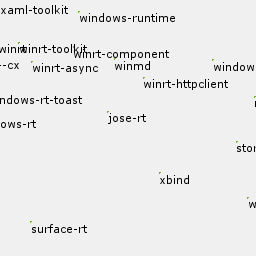 xaml-toolkit
windows-runtime
winrt-toolkit
winrt-component
--cx
winrt-async
winmd
window
winrt-httpclient
ndows-rt-toast
jose-rt
ows-rt
xbind
surface-rt